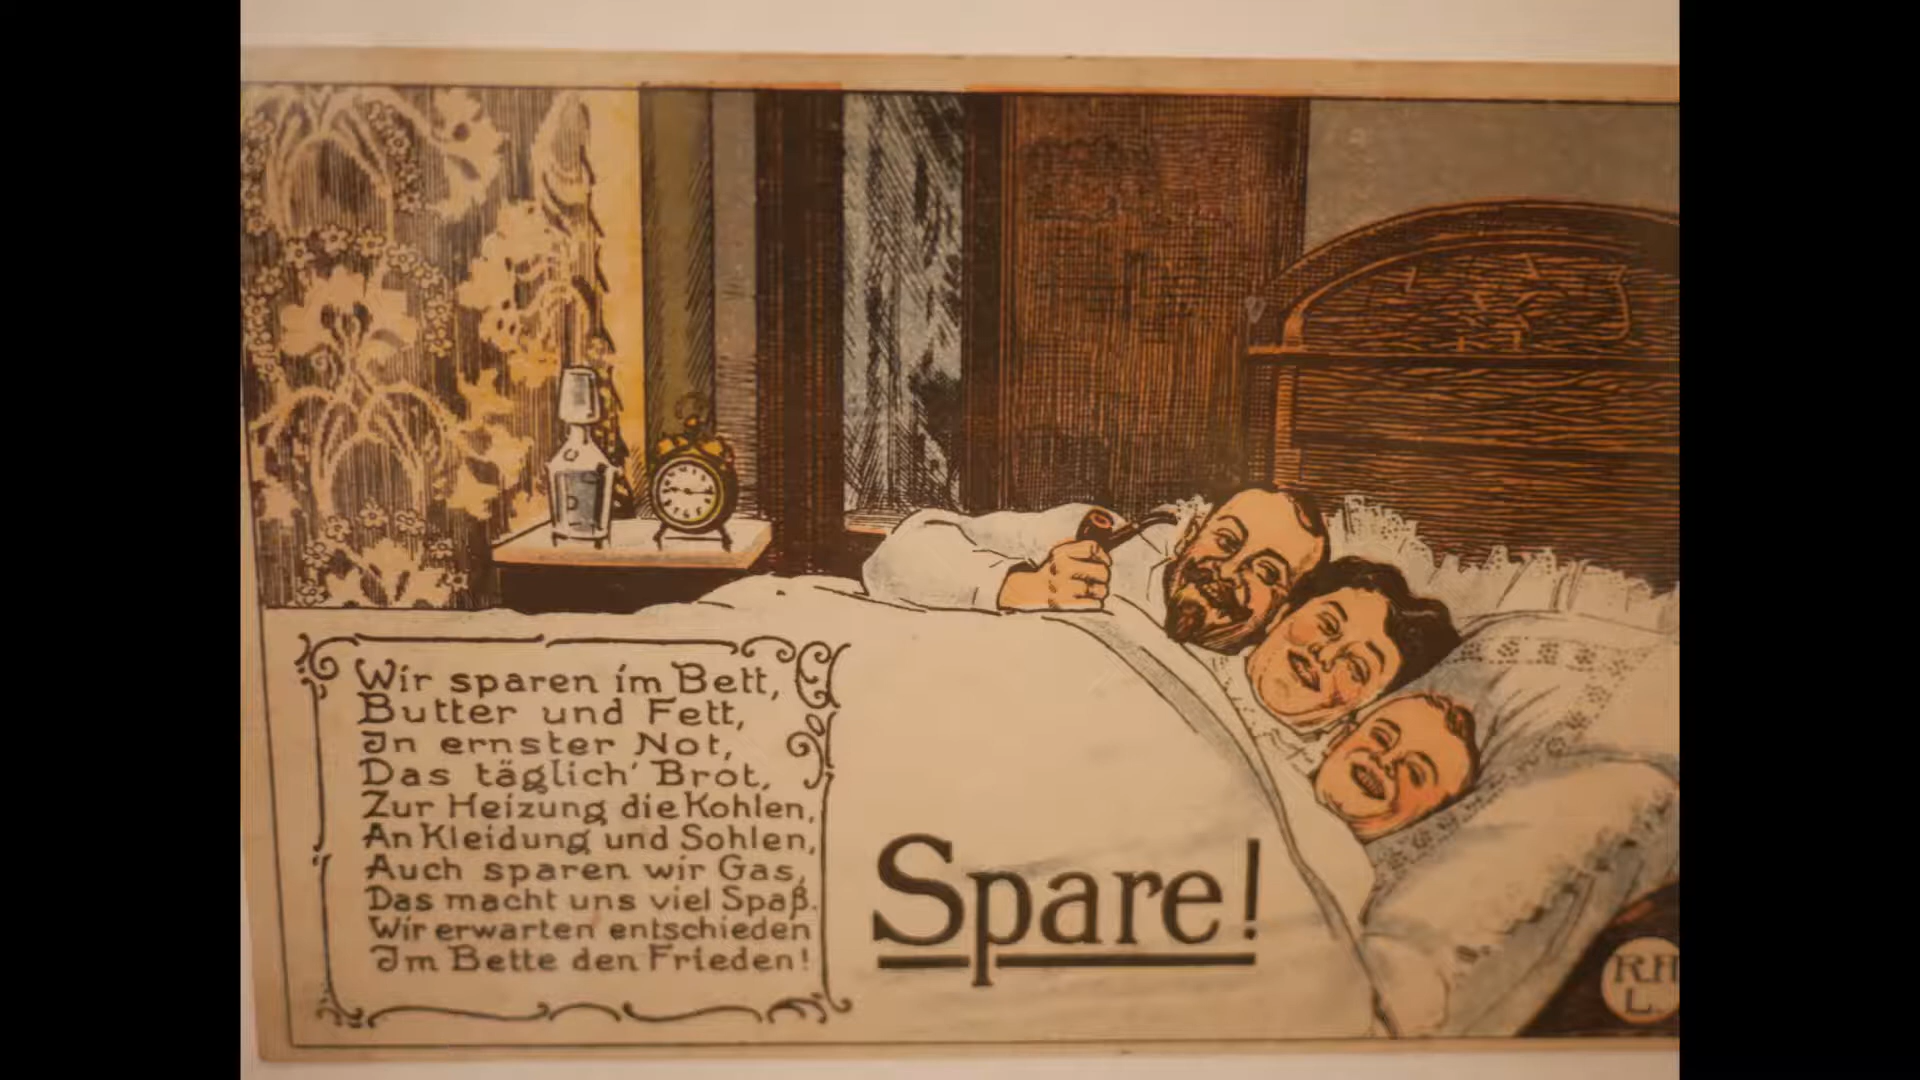 Wir sparen im Bett,
Butter und Fett,
In ernster Not,
Das täglich' Brot,
Zur Heizung die Kohlen,
An Kleidung und Sohlen,
Auch sparen wir Gas,
Das macht uns viel Spaß.
Wir erwarten entschieden
Im Bette den Frieden!
Spare!
R.H
L.